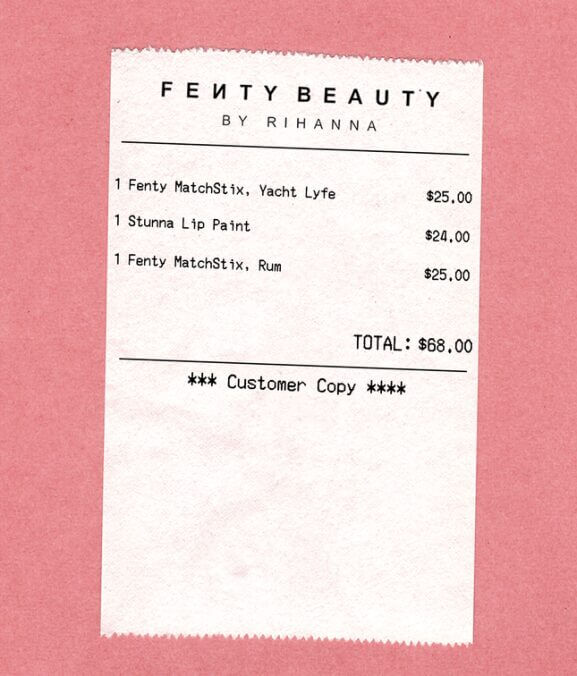 FEИTY BEAUTY
BY RIHANNA
1 Fenty MatchStix, Yacht Lyfe $25.00
1 Stunna Lip Paint $24.00
1 Fenty MatchStix, Rum $25.00
TOTAL: $68.00
*** Customer Copy ****